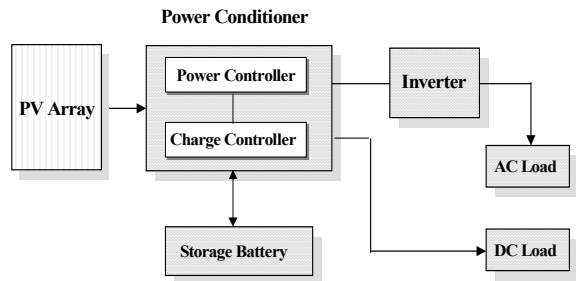 Power Conditioner
PV Array
Power Controller
Charge Controller
Inverter
AC Load
Storage Battery
DC Load